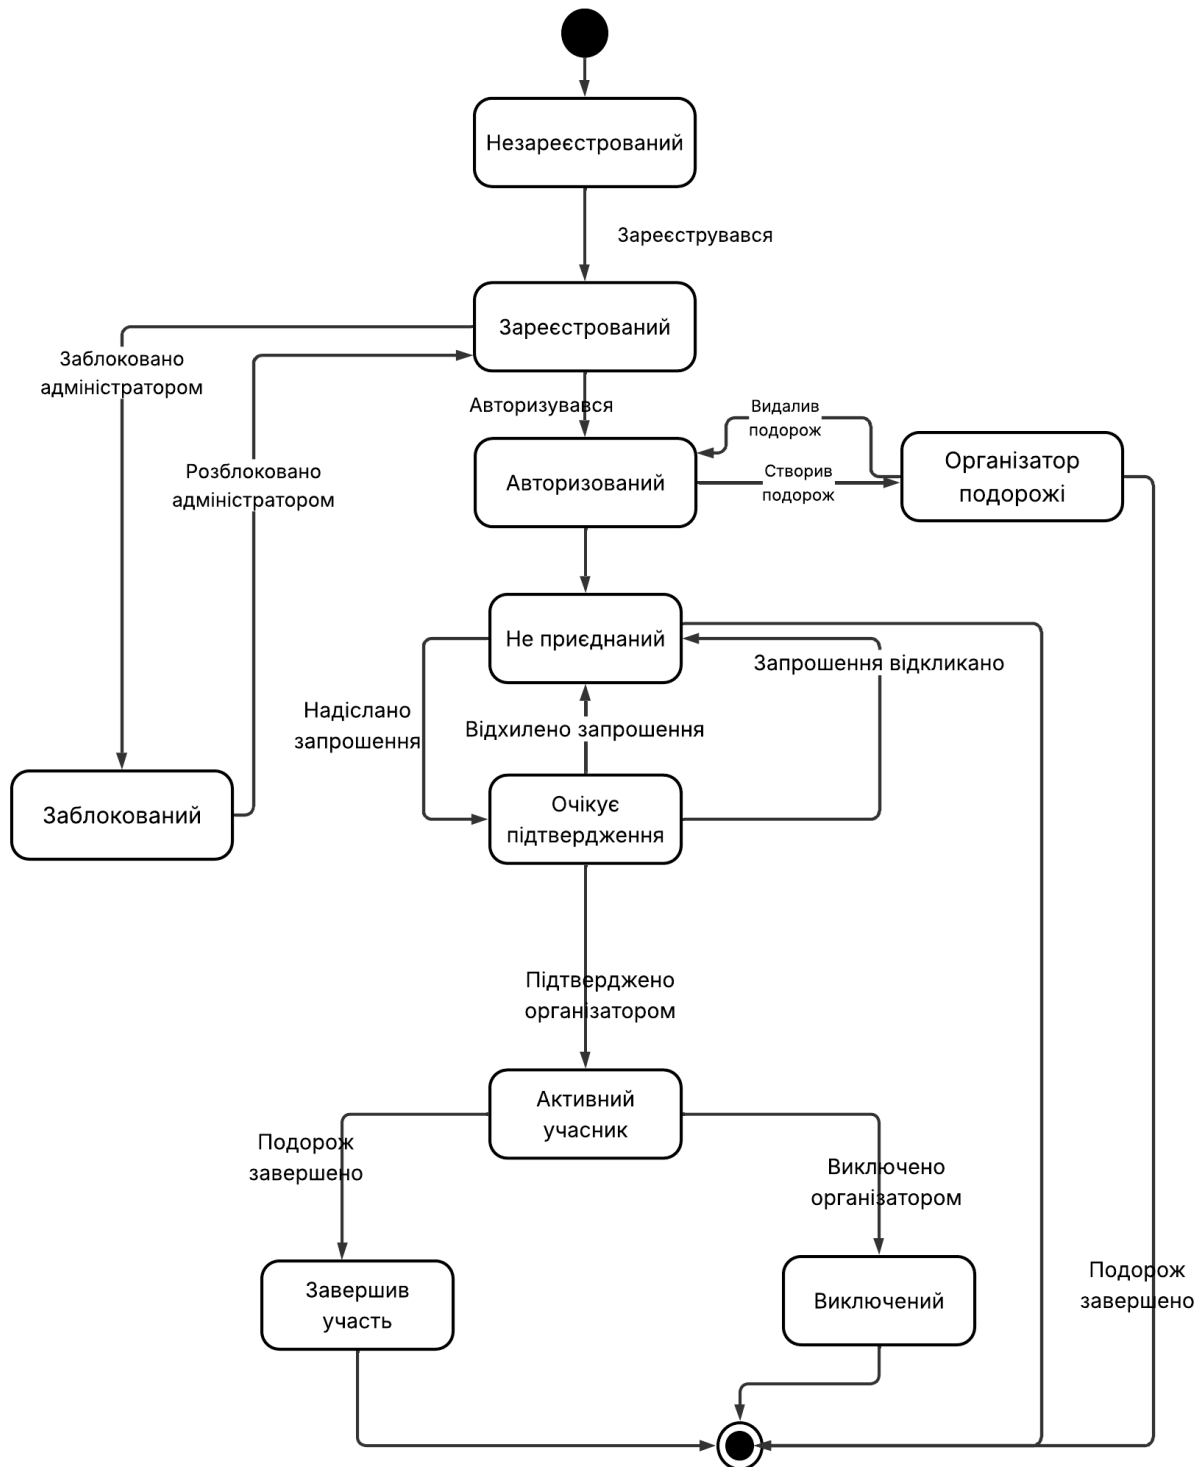 Незареєстрований
Зареєструвався
Зареєстрований
Заблоковано
адміністратором
Авторизувався
Видалив
подорож
Організатор
подорожі
Розблоковано
адміністратором
Авторизований
Створив
подорож
Не приєднаний
Запрошення відкликано
Надіслано
запрошення
Відхилено запрошення
Заблокований
Очікує
підтвердження
Підтверджено
організатором
Активний
учасник
Подорож
завершено
Виключено
організатором
Завершив
участь
Виключений
Подорож
завершено